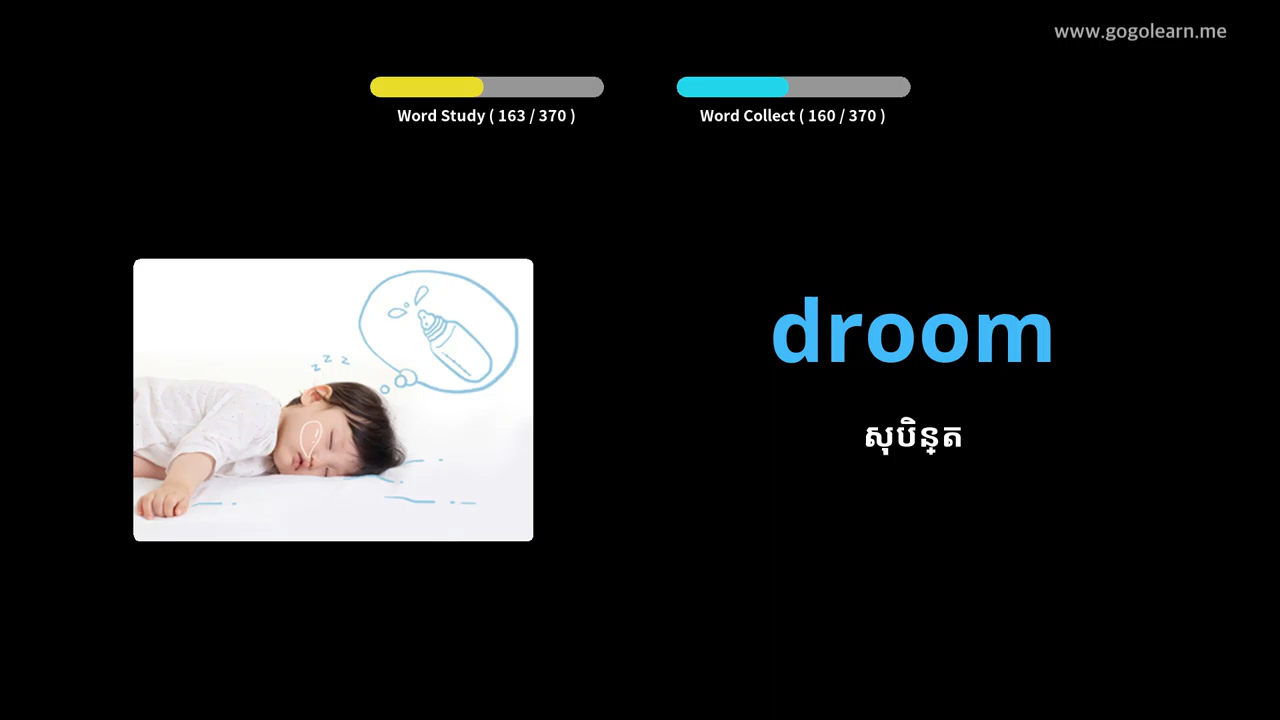 www.gogolearn.me
Word Study ( 163 / 370 )
Word Collect ( 160 / 370 )
z z z
droom
សុបិន្ត